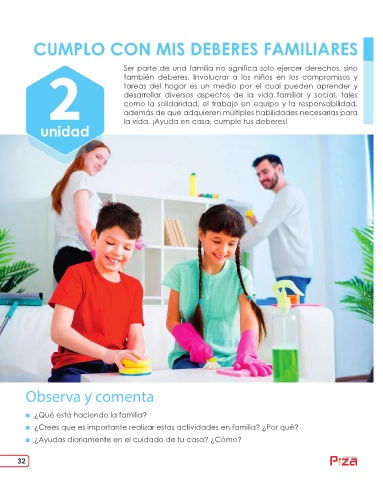 CUMPLO CON MIS DEBERES FAMILIARES
2
unidad
Ser parte de una familia no significa solo ejercer derechos, sino
también deberes. Involucrar a los niños en los compromisos y
tareas del hogar es un medio por el cual pueden aprender y
desarrollar diversos aspectos de la vida familiar y social, tales
como la solidaridad, el trabajo en equipo y la responsabilidad,
además de que adquieren múltiples habilidades necesarias para
la vida. ¡Ayuda en casa, cumple tus deberes!
Observa y comenta
¿Qué está haciendo la familia?
¿Crees que es importante realizar estas actividades en familia? ¿Por qué?
¿Ayudas diariamente en el cuidado de tu casa? ¿Cómo?
32